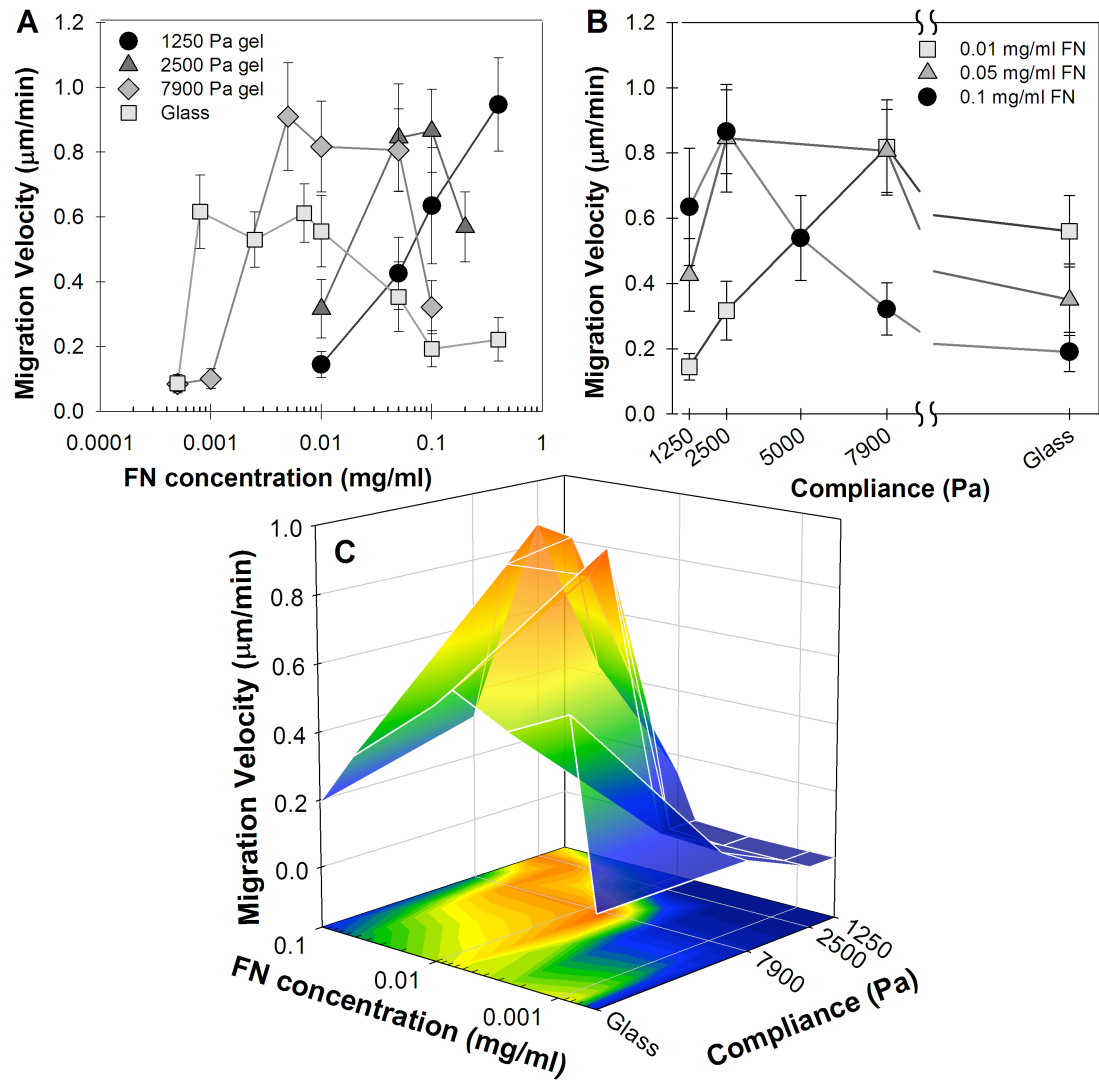 A
1250 Pa gel
2500 Pa gel
7900 Pa gel
Glass
Migration Velocity (μm/min)
1.2
1.0
0.8
0.6
0.4
0.2
0.0
0.0001
0.001
0.01
0.1
1
FN concentration (mg/ml)
B
0.01 mg/ml FN
0.05 mg/ml FN
0.1 mg/ml FN
Migration Velocity (μm/min)
1.2
1.0
0.8
0.6
0.4
0.2
0.0
1250
2500
5000
7900
Glass
Compliance (Pa)
C
Migration Velocity (μm/min)
1.0
0.8
0.6
0.4
0.2
0.0
0.1
0.01
0.001
FN concentration (mg/ml)
1250
2500
7900
Glass
Compliance (Pa)